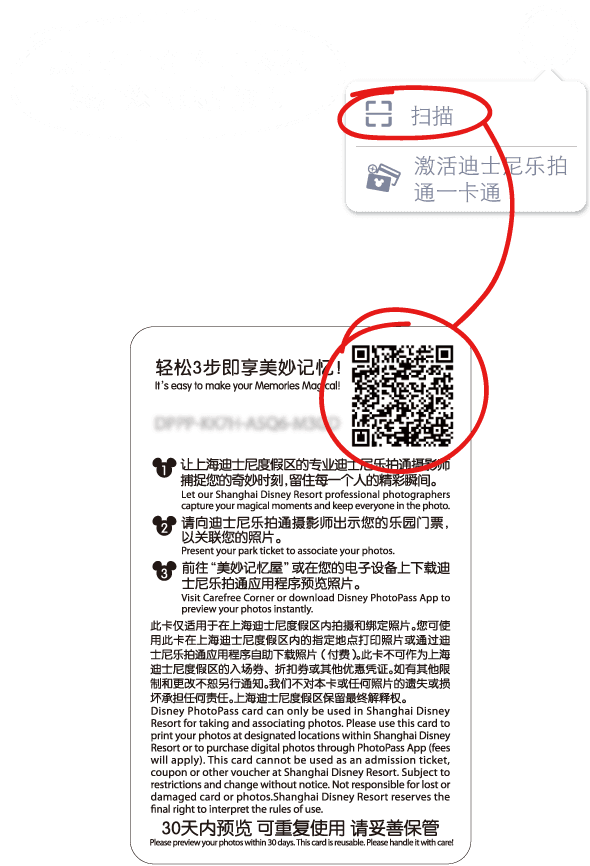 扫描
激活迪士尼乐拍
通一卡通
轻松3步即享美妙记忆!
It's easy to make your Memories Magical!
1
让上海迪士尼度假区的专业迪士尼乐拍通摄影师
捕捉您的奇妙时刻,留住每一个人的精彩瞬间。
Let our Shanghai Disney Resort professional photographers
capture your magical moments and keep everyone in the photo.
2
请向迪士尼乐拍通摄影师出示您的乐园门票,
以关联您的照片。
Present your park ticket to associate your photos.
3
前往“美妙记忆屋”或在您的电子设备上下载迪
士尼乐拍通应用程序预览照片。
Visit Carefree Corner or download Disney PhotoPass App to
preview your photos instantly.
此卡仅适用于在上海迪士尼度假区内拍摄和绑定照片。您可使
用此卡在上海迪士尼度假区内的指定地点打印照片或通过迪
士尼乐拍通应用程序自助下载照片(付费)。此卡不可作为上海
迪士尼度假区的入场券、折扣券或其他优惠凭证。如有其他限
制和更改不恕另行通知。我们不对本卡或任何照片的遗失或损
坏承担任何责任。上海迪士尼度假区保留最终解释权。
Disney PhotoPass card can only be used in Shanghai Disney
Resort for taking and associating photos. Please use this card to
print your photos at designated locations within Shanghai Disney
Resort or to purchase digital photos through PhotoPass App (fees
will apply). This card cannot be used as an admission ticket,
coupon or other voucher at Shanghai Disney Resort. Subject to
restrictions and change without notice. Not responsible for lost or
damaged card or photos.Shanghai Disney Resort reserves the
final right to interpret the rules of use.
30天内预览 可重复使用 请妥善保管
Please preview your photos within 30 days. This card is reusable. Please handle it with care!